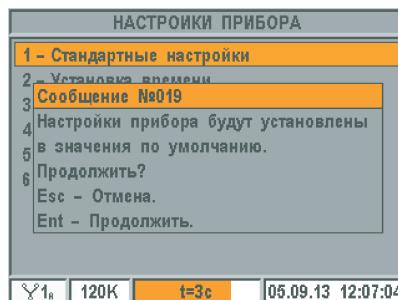 НАСТРОЙКИ ПРИБОРА
1 – Стандартные настройки
2 – Установка времени
3
Сообщение №019
4
Настройки прибора будут установлены
в значения по умолчанию.
5
Продолжить?
6
Esc – Отмена.
Ent – Продолжить.
1₈ 120K t=3c 05.09.13 12:07:04